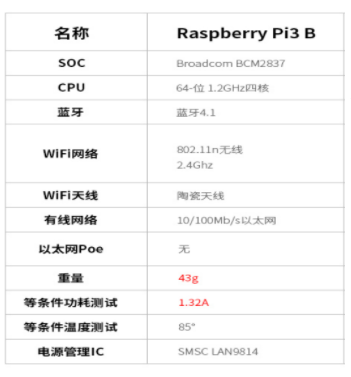 名称 Raspberry Pi3 B
SOC Broadcom BCM2837
CPU 64-位 1.2GHz四核
蓝牙 蓝牙4.1
WiFi网络 802.11n无线
2.4Ghz
WiFi天线 陶瓷天线
有线网络 10/100Mb/s以太网
以太网Poe 无
重量 43g
等条件功耗测试 1.32A
等条件温度测试 85°
电源管理IC SMSC LAN9814